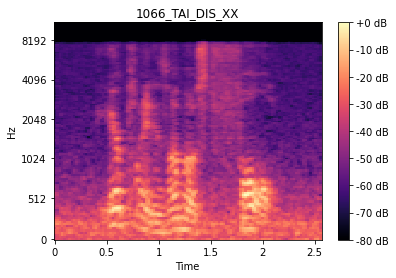 1066_TAI_DIS_XX
8192
4096
2048
1024
512
0
Hz
0
0.5
1
1.5
2
2.5
Time
+0 dB
-10 dB
-20 dB
-30 dB
-40 dB
-50 dB
-60 dB
-70 dB
-80 dB